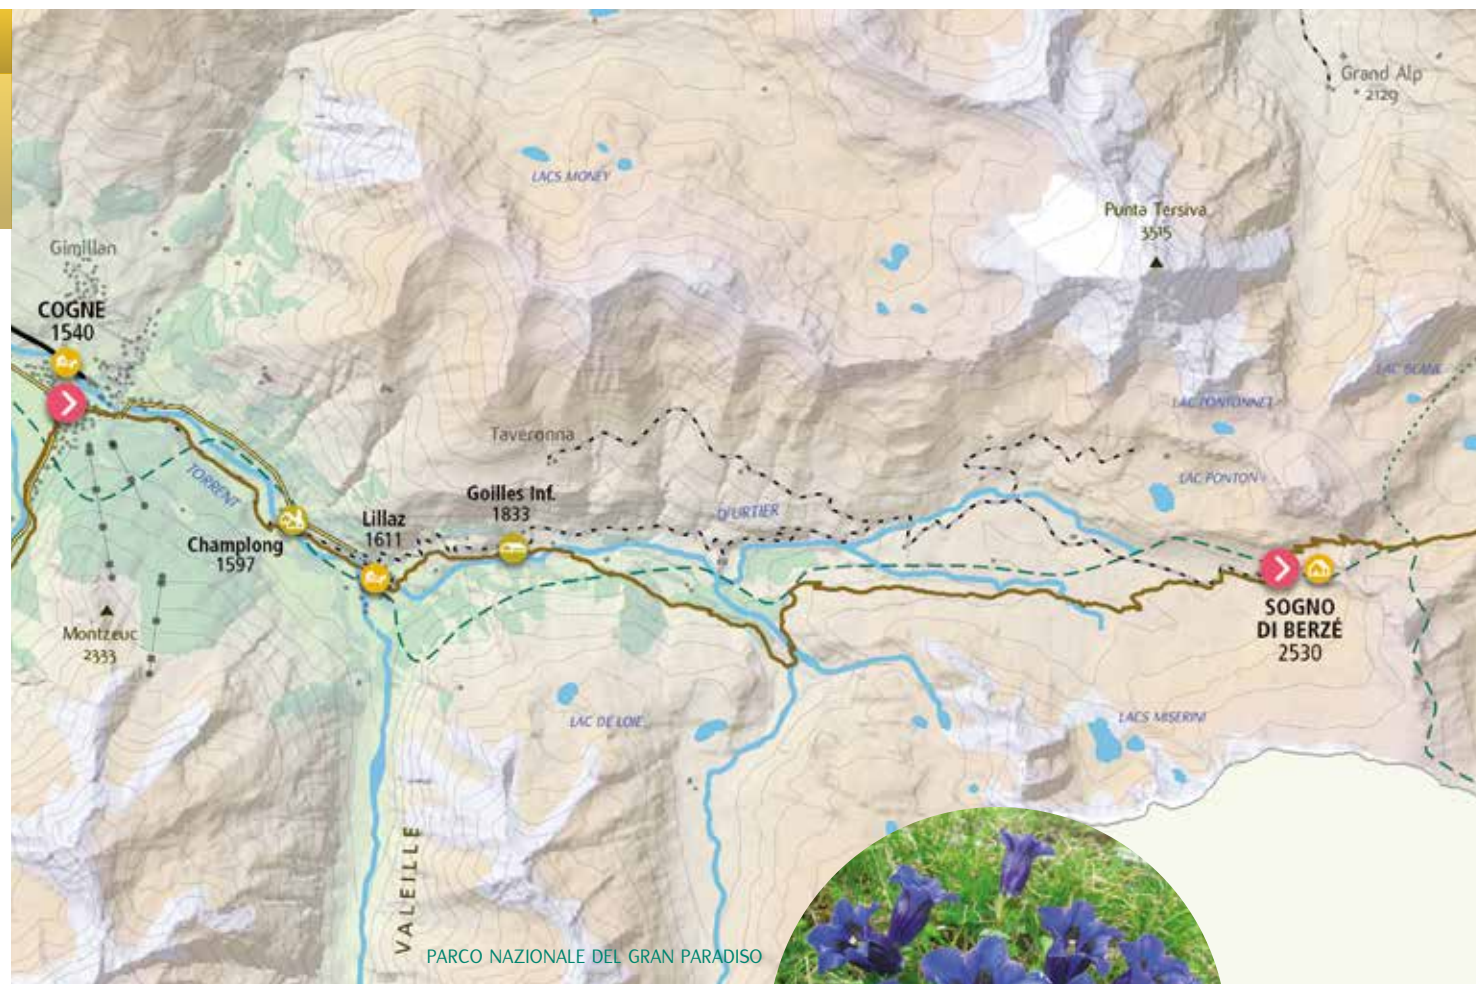 Grand Alp
2129
LACS MONEY
Punta Tersiva
3515
Gimillan
COGNE
1540
LAC BLANC
LAC PONTONNET
Taveronna
LAC PONTON
TORRENT
Goilles Inf.
1833
D'URTIER
Lillaz
1611
Champlong
1597
SOGNO
DI BERZÉ
2530
Montzeuc
2333
LAC DE LOIE
LACS MISERINI
VALEILLE
PARCO NAZIONALE DEL GRAN PARADISO